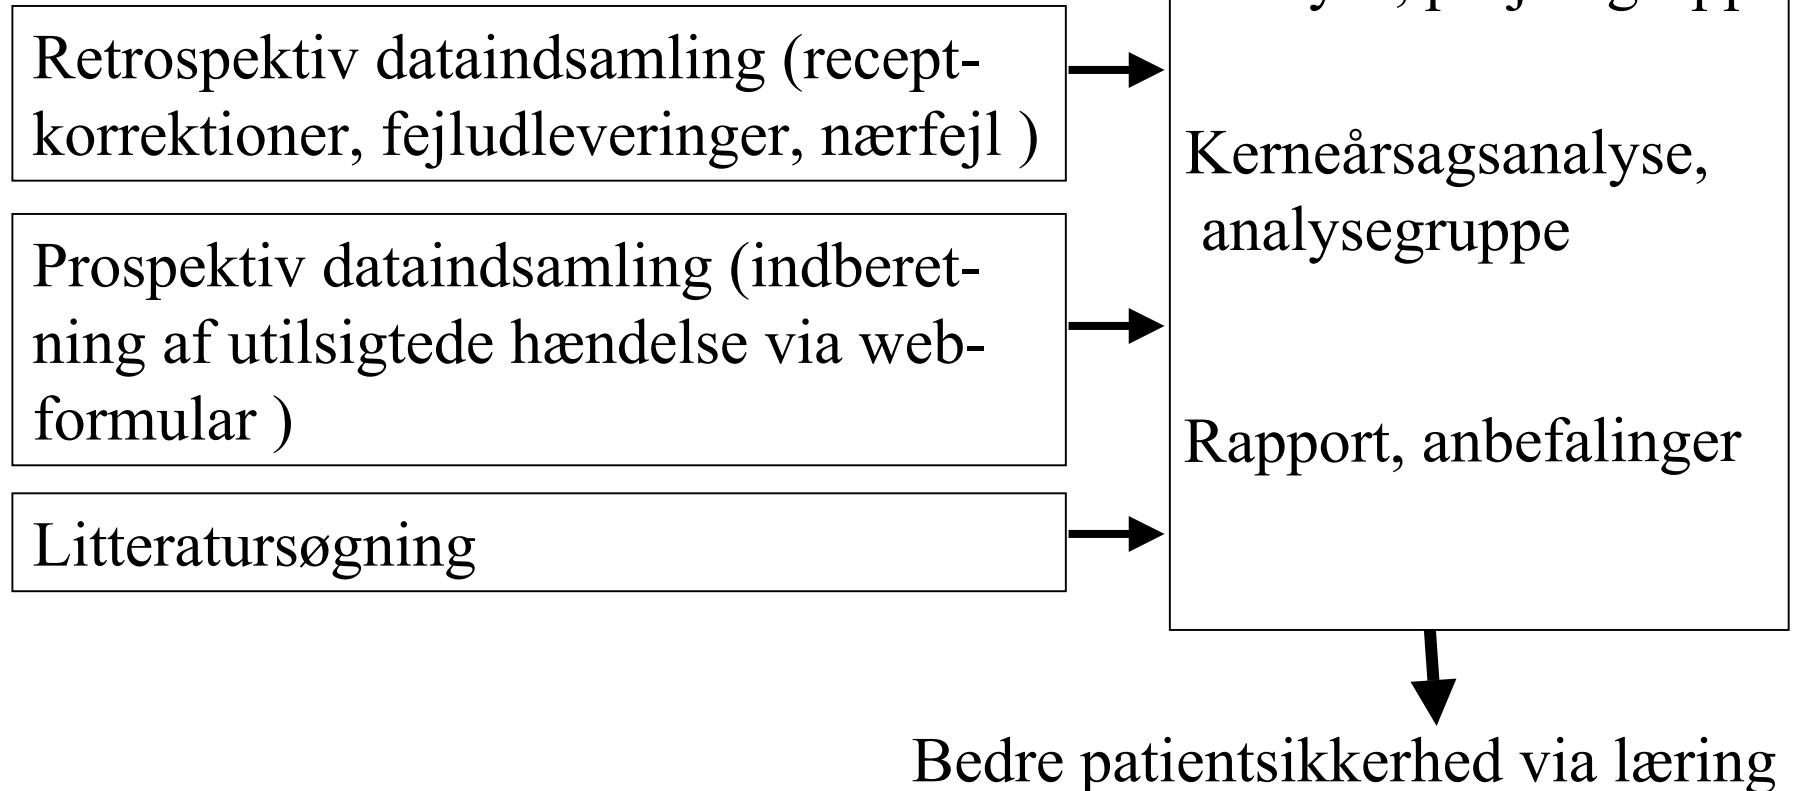 Retrospektiv dataindsamling (recept-
korrektioner, fejludleveringer, nærfejl )
Prospektiv dataindsamling (indberet-
ning af utilsigtede hændelse via web-
formular )
Litteratursøgning
Kerneårsagsanalyse,
analysegruppe
Rapport, anbefalinger
Bedre patientsikkerhed via læring